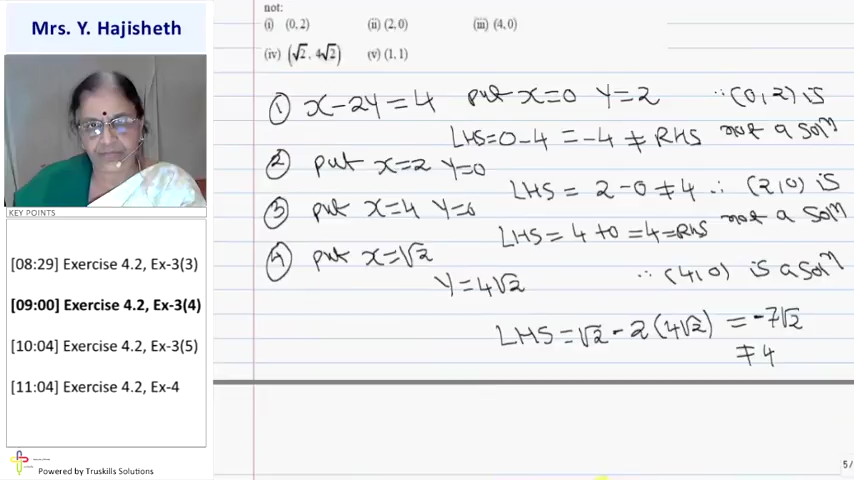 Mrs. Y. Hajisheth
not:
(i) (0, 2) (ii) (2, 0) (iii) (4, 0)
(iv) (√2, 4√2) (v) (1, 1)
① x-2y=4 put x=0 Y=2 ∵(0,2) is
LHS=0-4 =-4 ≠ RHS not a solⁿ
② put x=2 Y=0
LHS = 2-0 ≠4 ∴ (2,0) is
not a solⁿ
③ put x=4 Y=0
LHS = 4+0 =4=RHS
∴ (4,0) is a solⁿ
④ put x=√2
Y=4√2
LHS=√2-2(4√2) =-7√2
≠4
KEY POINTS
[08:29] Exercise 4.2, Ex-3(3)
[09:00] Exercise 4.2, Ex-3(4)
[10:04] Exercise 4.2, Ex-3(5)
[11:04] Exercise 4.2, Ex-4
Powered by Truskills Solutions
5/